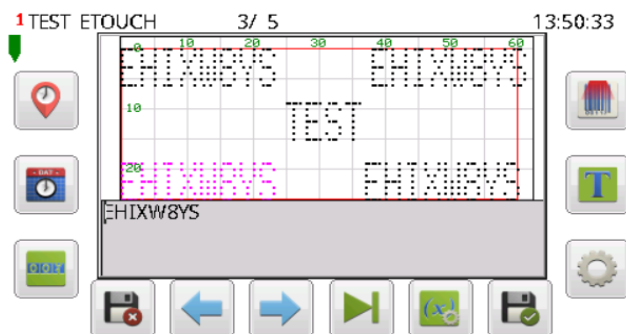 1 TEST ETOUCH 3/ 5 13:50:33
0 10 20 30 40 50 60
EHIXW8YS EHIXW8YS
10
TEST
20
EHIXW8YS EHIXW8YS
EHIXW8YS
- DAT -
T
(x)